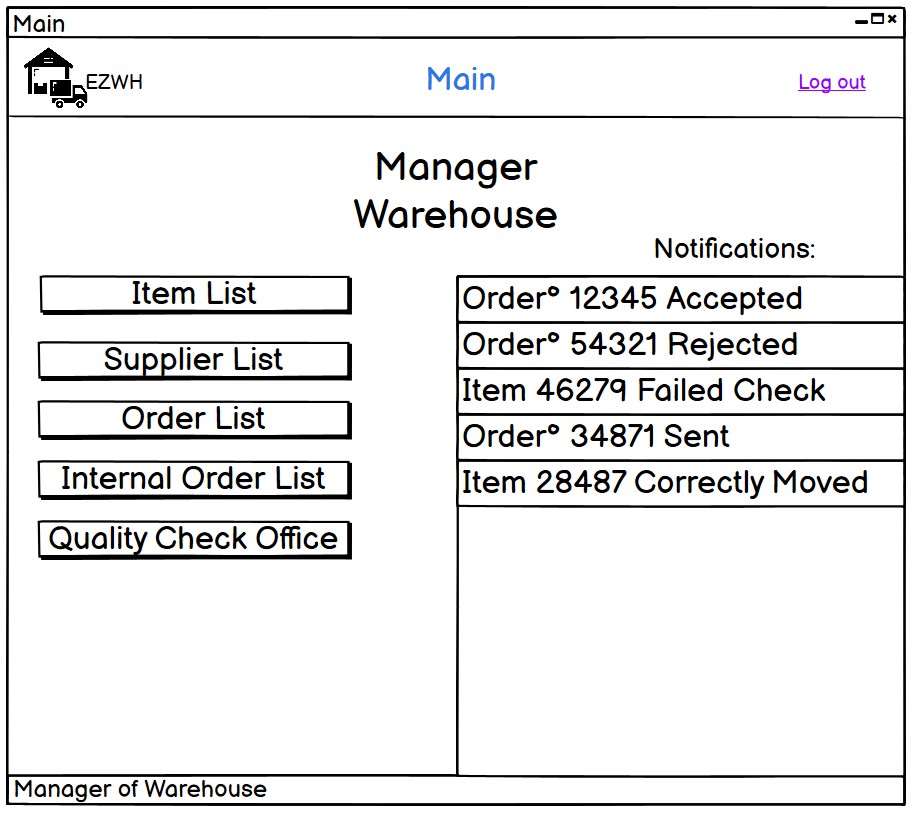 Main
EZWH
Main
Log out
Manager
Warehouse
Notifications:
Item List
Supplier List
Order List
Internal Order List
Quality Check Office
Order° 12345 Accepted
Order° 54321 Rejected
Item 46279 Failed Check
Order° 34871 Sent
Item 28487 Correctly Moved
Manager of Warehouse